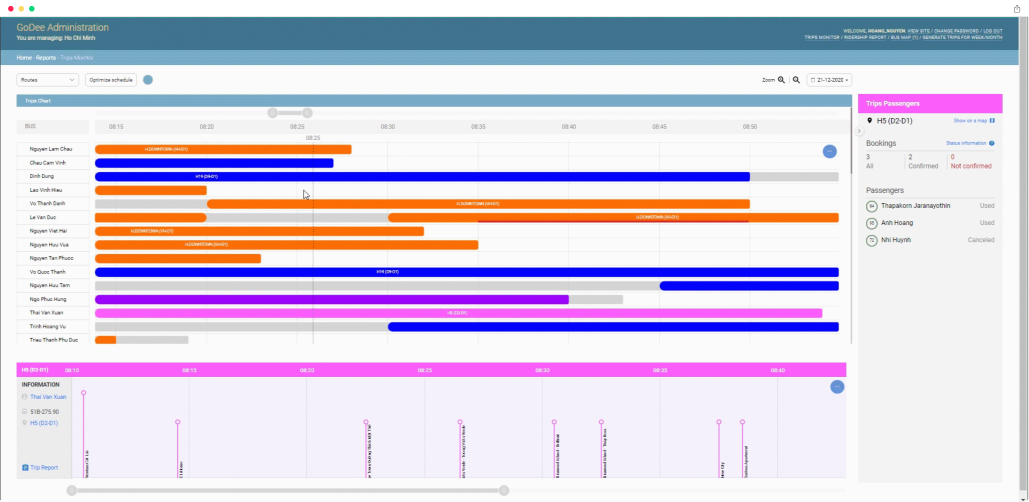 GoDee Administration
You are managing: Ho Chi Minh
WELCOME, HOANG_NGUYEN. VIEW SITE / CHANGE PASSWORD / LOG OUT
TRIPS MONITOR / RIDERSHIP REPORT / BUS MAP (1) / GENERATE TRIPS FOR WEEK/MONTH
Home · Reports · Trips Monitor
Routes
Optimize schedule
Zoom
21-12-2020
Trips Chart
BUS
08:15 08:20 08:25 08:30 08:35 08:40 08:45 08:50
08:25
Nguyen Lam Chau
Chau Cam Vinh
Dinh Dung
H19 (D9-D1)
Lao Vinh Hieu
Vo Thanh Danh
Le Van Duc
Nguyen Viet Hai
Nguyen Huu Vua
Nguyen Tan Phuoc
Vo Quoc Thanh
H19 (D9-D1)
Nguyen Huu Tam
Ngo Phuc Hung
Thai Van Xuan
H5 (D2-D1)
Trinh Hoang Vu
Trieu Thanh Phu Duc
Trips Passengers
H5 (D2-D1)
Show on a map
Bookings
Status information
3 2 0
All Confirmed Not confirmed
Passengers
Thapakorn Jaranayothin Used
Anh Hoang Used
Nhi Huynh Canceled
H5 (D2-D1) 08:10 08:15 08:20 08:25 08:30 08:35 08:40
INFORMATION
Thai Van Xuan
51B-275.90
H5 (D2-D1)
Trip Report